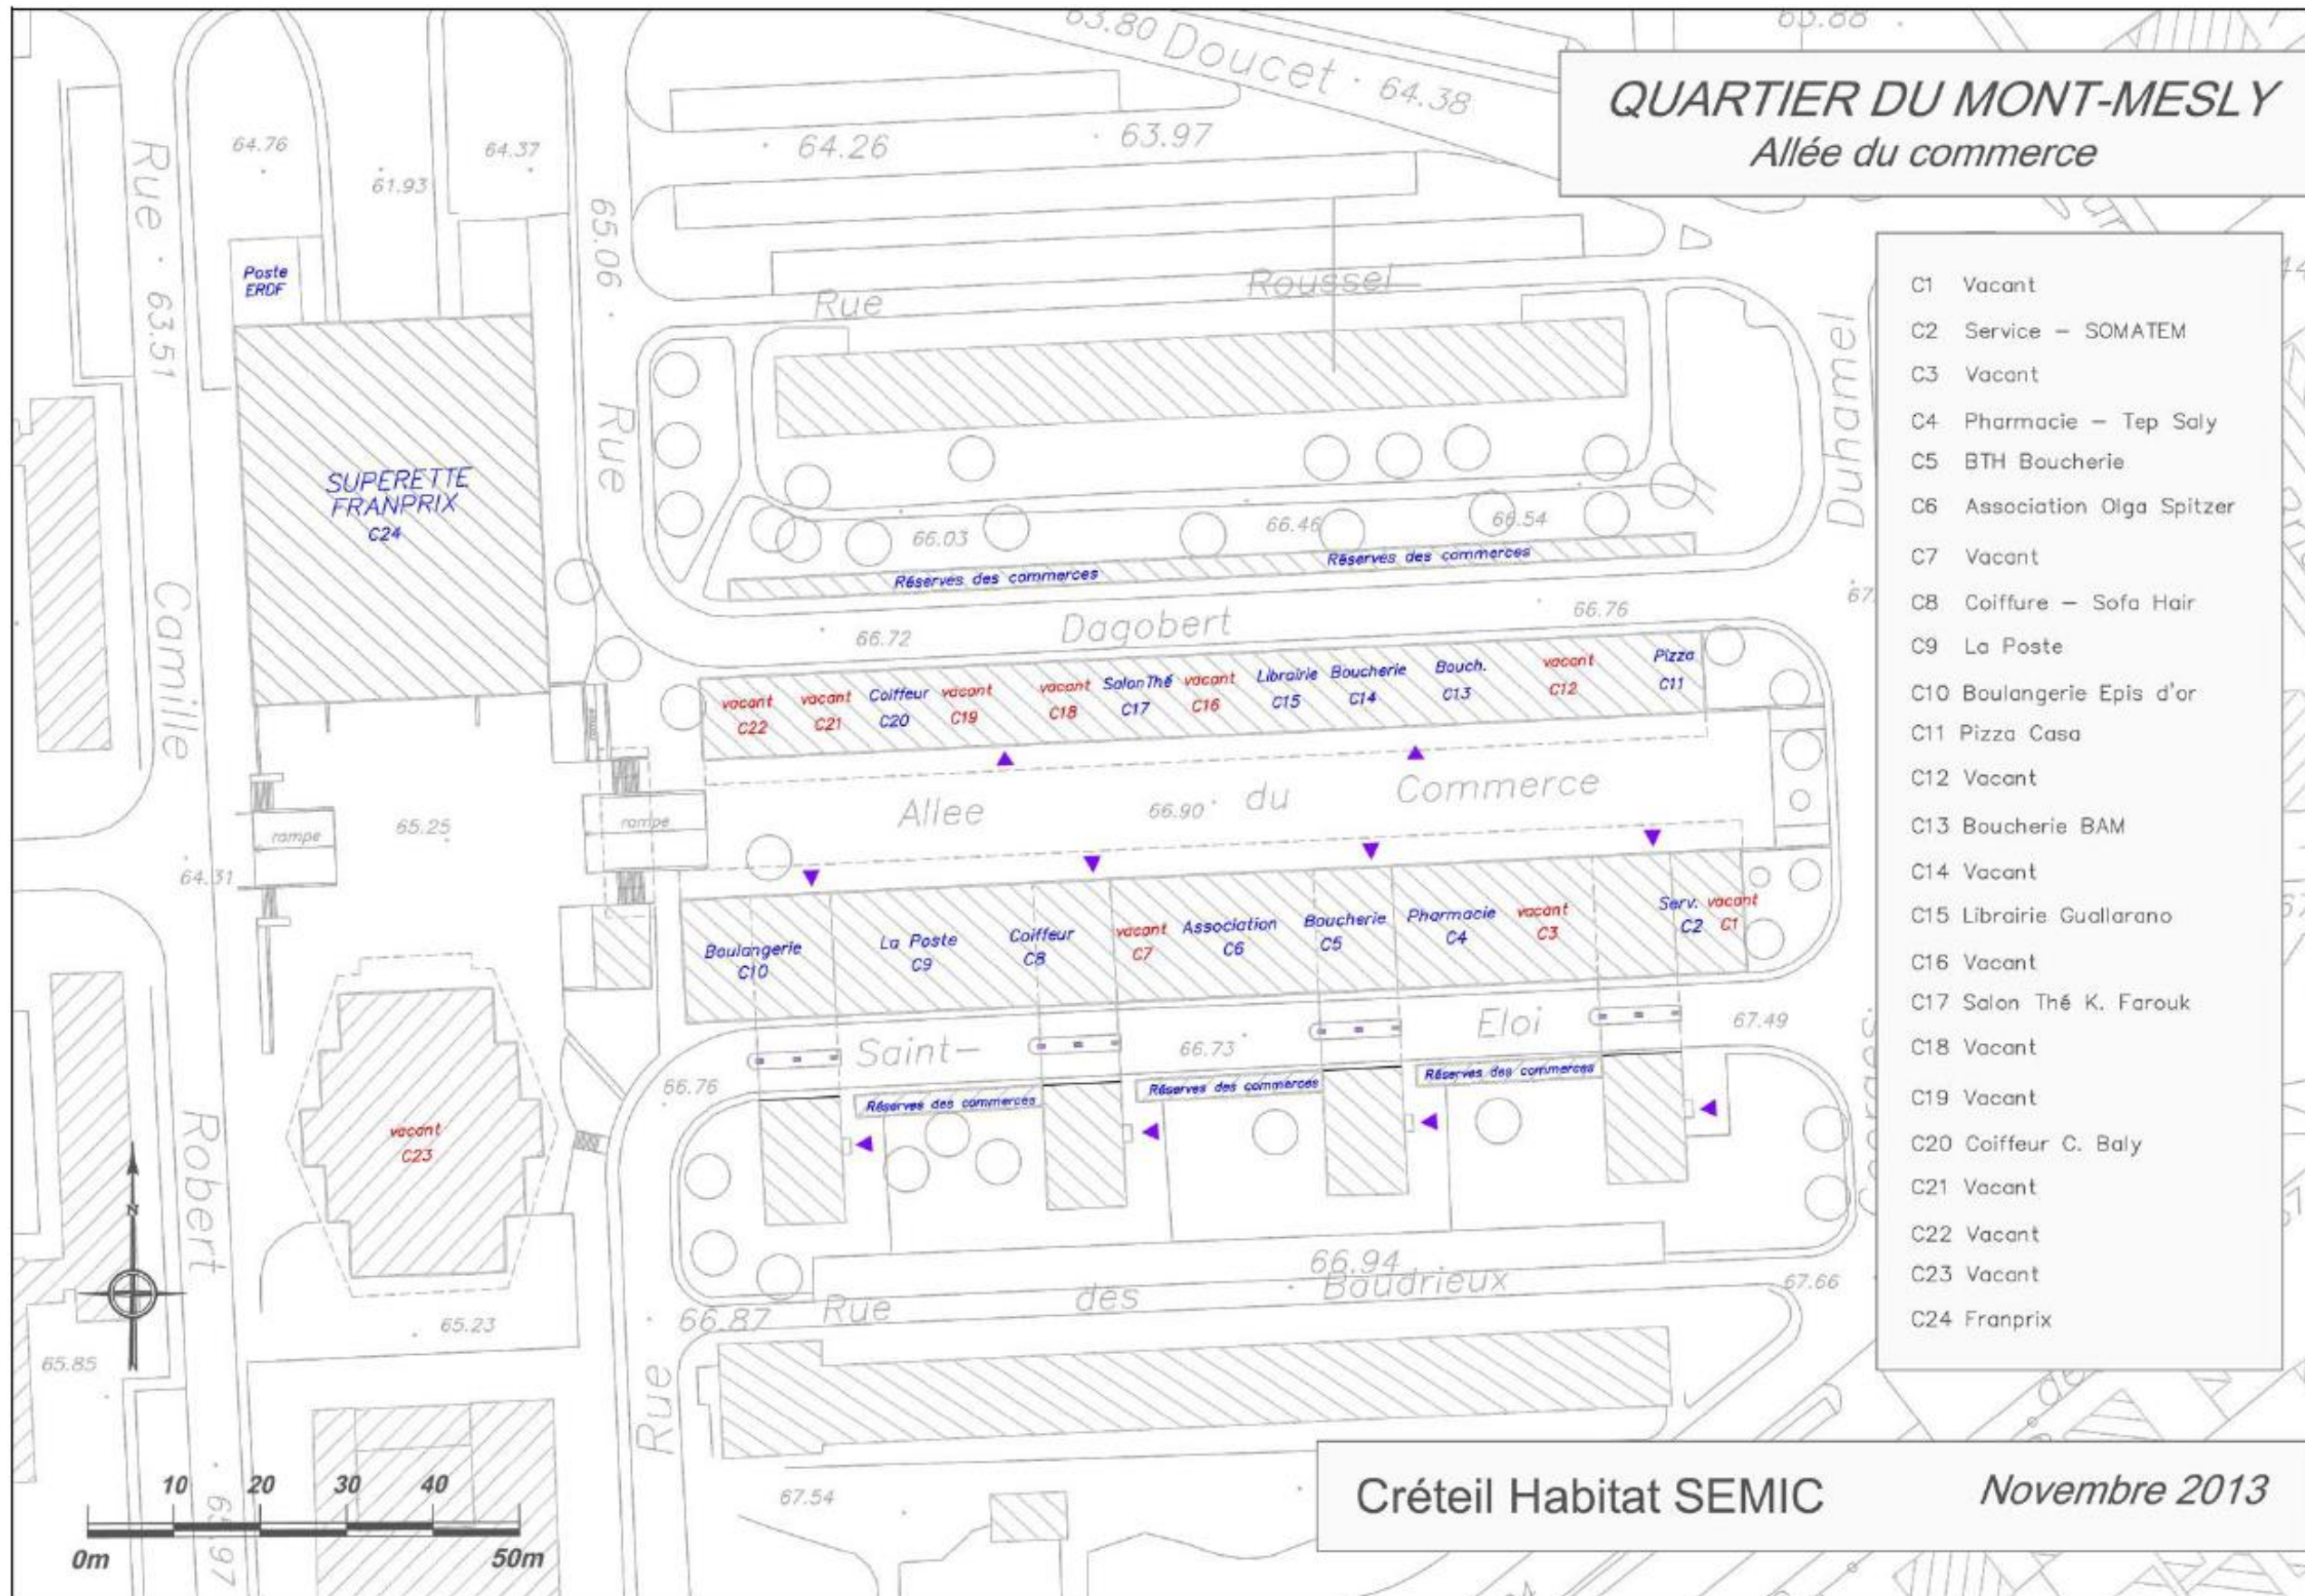 63.80 Doucet · 64.38
QUARTIER DU MONT-MESLY
Allée du commerce
64.76
61.93
64.37
64.26
63.97
Rue · 63.51
65.06 ·
Poste
ERDF
Rue
Roussel
Duhamel
Rue
SUPERETTE
FRANPRIX
C24
66.03
66.46
66.54
Réserves des commerces
Réserves des commerces
Camille
66.72
Dagobert
66.76
vacant
C22
vacant
C21
Coiffeur
C20
vacant
C19
vacant
C18
Salon Thé
C17
vacant
C16
Librairie
C15
Boucherie
C14
Bouch.
C13
vacant
C12
Pizza
C11
Allee
66.90
du
Commerce
rampe
65.25
rampe
64.31
Boulangerie
C10
La Poste
C9
Coiffeur
C8
vacant
C7
Association
C6
Boucherie
C5
Pharmacie
C4
vacant
C3
Serv.
C2
vacant
C1
Saint-
66.73
Eloi
67.49
66.76
Réserves des commerces
Réserves des commerces
Réserves des commerces
vacant
C23
Robert
N
66.94
66.87
Rue
des
Baudrieux
67.66
65.23
65.85
Rue
67.54
10 20 30 40
0m
50m
C1 Vacant
C2 Service - SOMATEM
C3 Vacant
C4 Pharmacie - Tep Saly
C5 BTH Boucherie
C6 Association Olga Spitzer
C7 Vacant
C8 Coiffure - Sofa Hair
C9 La Poste
C10 Boulangerie Epis d'or
C11 Pizza Casa
C12 Vacant
C13 Boucherie BAM
C14 Vacant
C15 Librairie Guallarano
C16 Vacant
C17 Salon Thé K. Farouk
C18 Vacant
C19 Vacant
C20 Coiffeur C. Baly
C21 Vacant
C22 Vacant
C23 Vacant
C24 Franprix
Créteil Habitat SEMIC
Novembre 2013